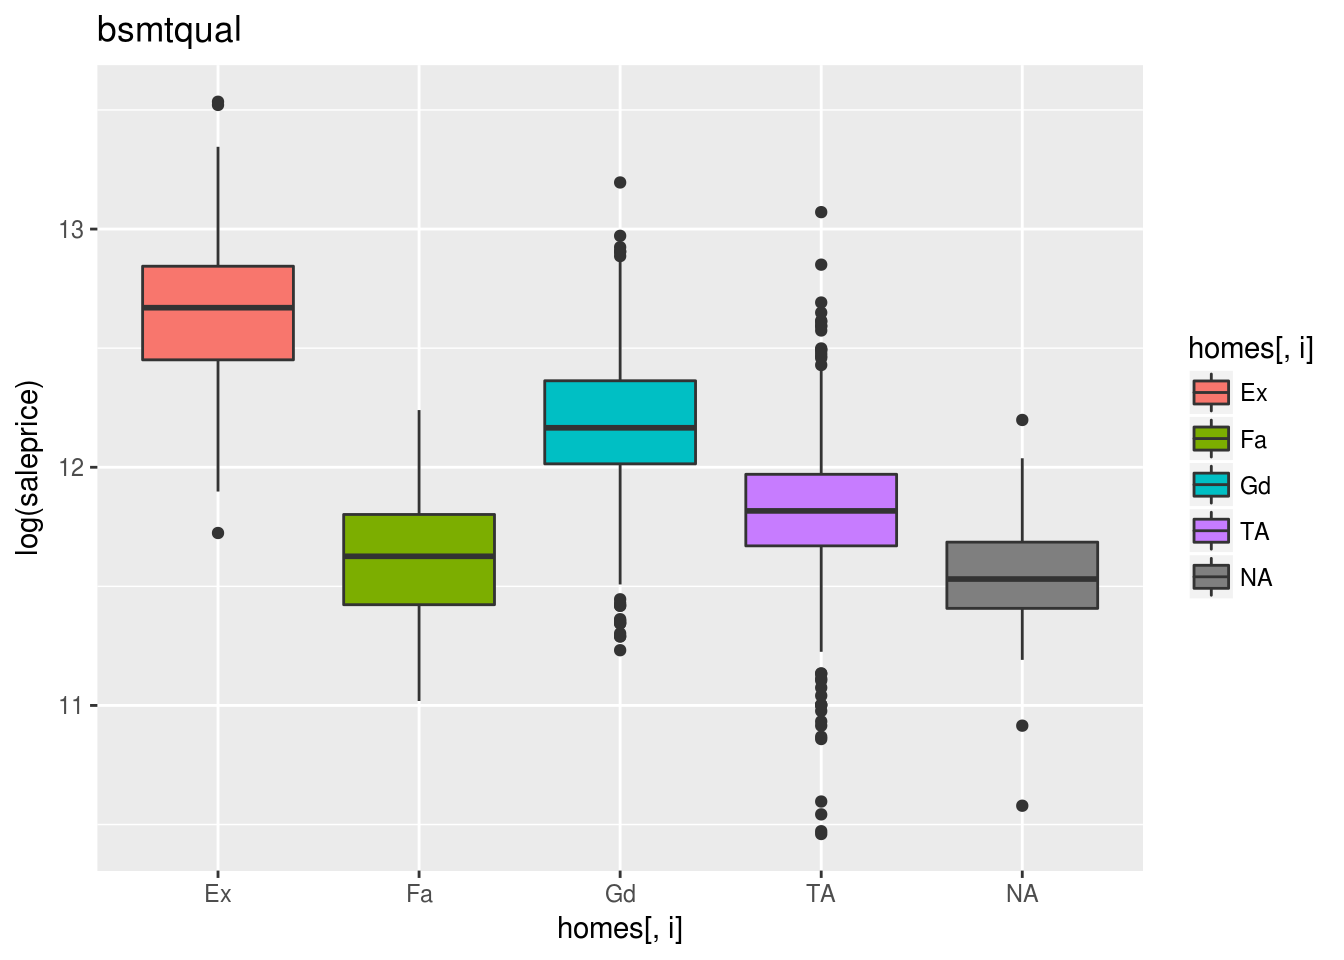 bsmtqual
log(saleprice)
13
12
11
Ex
Fa
Gd
TA
NA
homes[, i]
homes[, i]
Ex
Fa
Gd
TA
NA